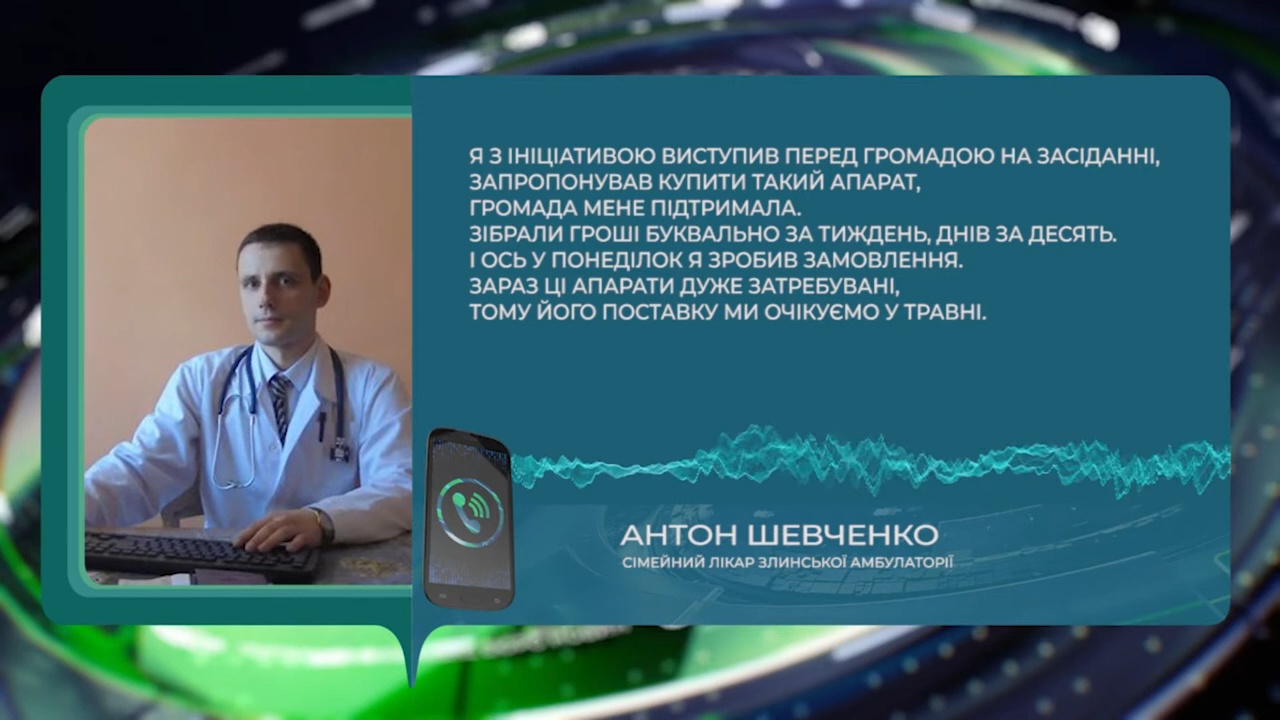 Я З ІНІЦІАТИВОЮ ВИСТУПИВ ПЕРЕД ГРОМАДОЮ НА ЗАСІДАННІ,
ЗАПРОПОНУВАВ КУПИТИ ТАКИЙ АПАРАТ,
ГРОМАДА МЕНЕ ПІДТРИМАЛА.
ЗІБРАЛИ ГРОШІ БУКВАЛЬНО ЗА ТИЖДЕНЬ, ДНІВ ЗА ДЕСЯТЬ.
І ОСЬ У ПОНЕДІЛОК Я ЗРОБИВ ЗАМОВЛЕННЯ.
ЗАРАЗ ЦІ АПАРАТИ ДУЖЕ ЗАТРЕБУВАНІ,
ТОМУ ЙОГО ПОСТАВКУ МИ ОЧІКУЄМО У ТРАВНІ.
АНТОН ШЕВЧЕНКО
СІМЕЙНИЙ ЛІКАР ЗЛИНСЬКОЇ АМБУЛАТОРІЇ